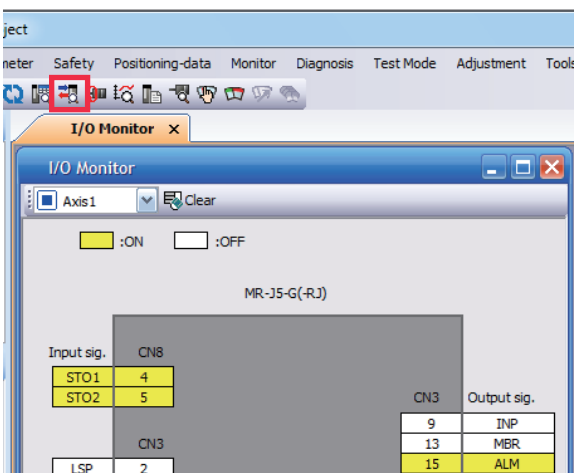 ject
meter Safety Positioning-data Monitor Diagnosis Test Mode Adjustment Tools
I/O Monitor
I/O Monitor
Axis1 Clear
:ON :OFF
MR-J5-G(-RJ)
Input sig. CN8
STO1 4
STO2 5
CN3 Output sig.
9 INP
CN3 13 MBR
LSP 2 15 ALM